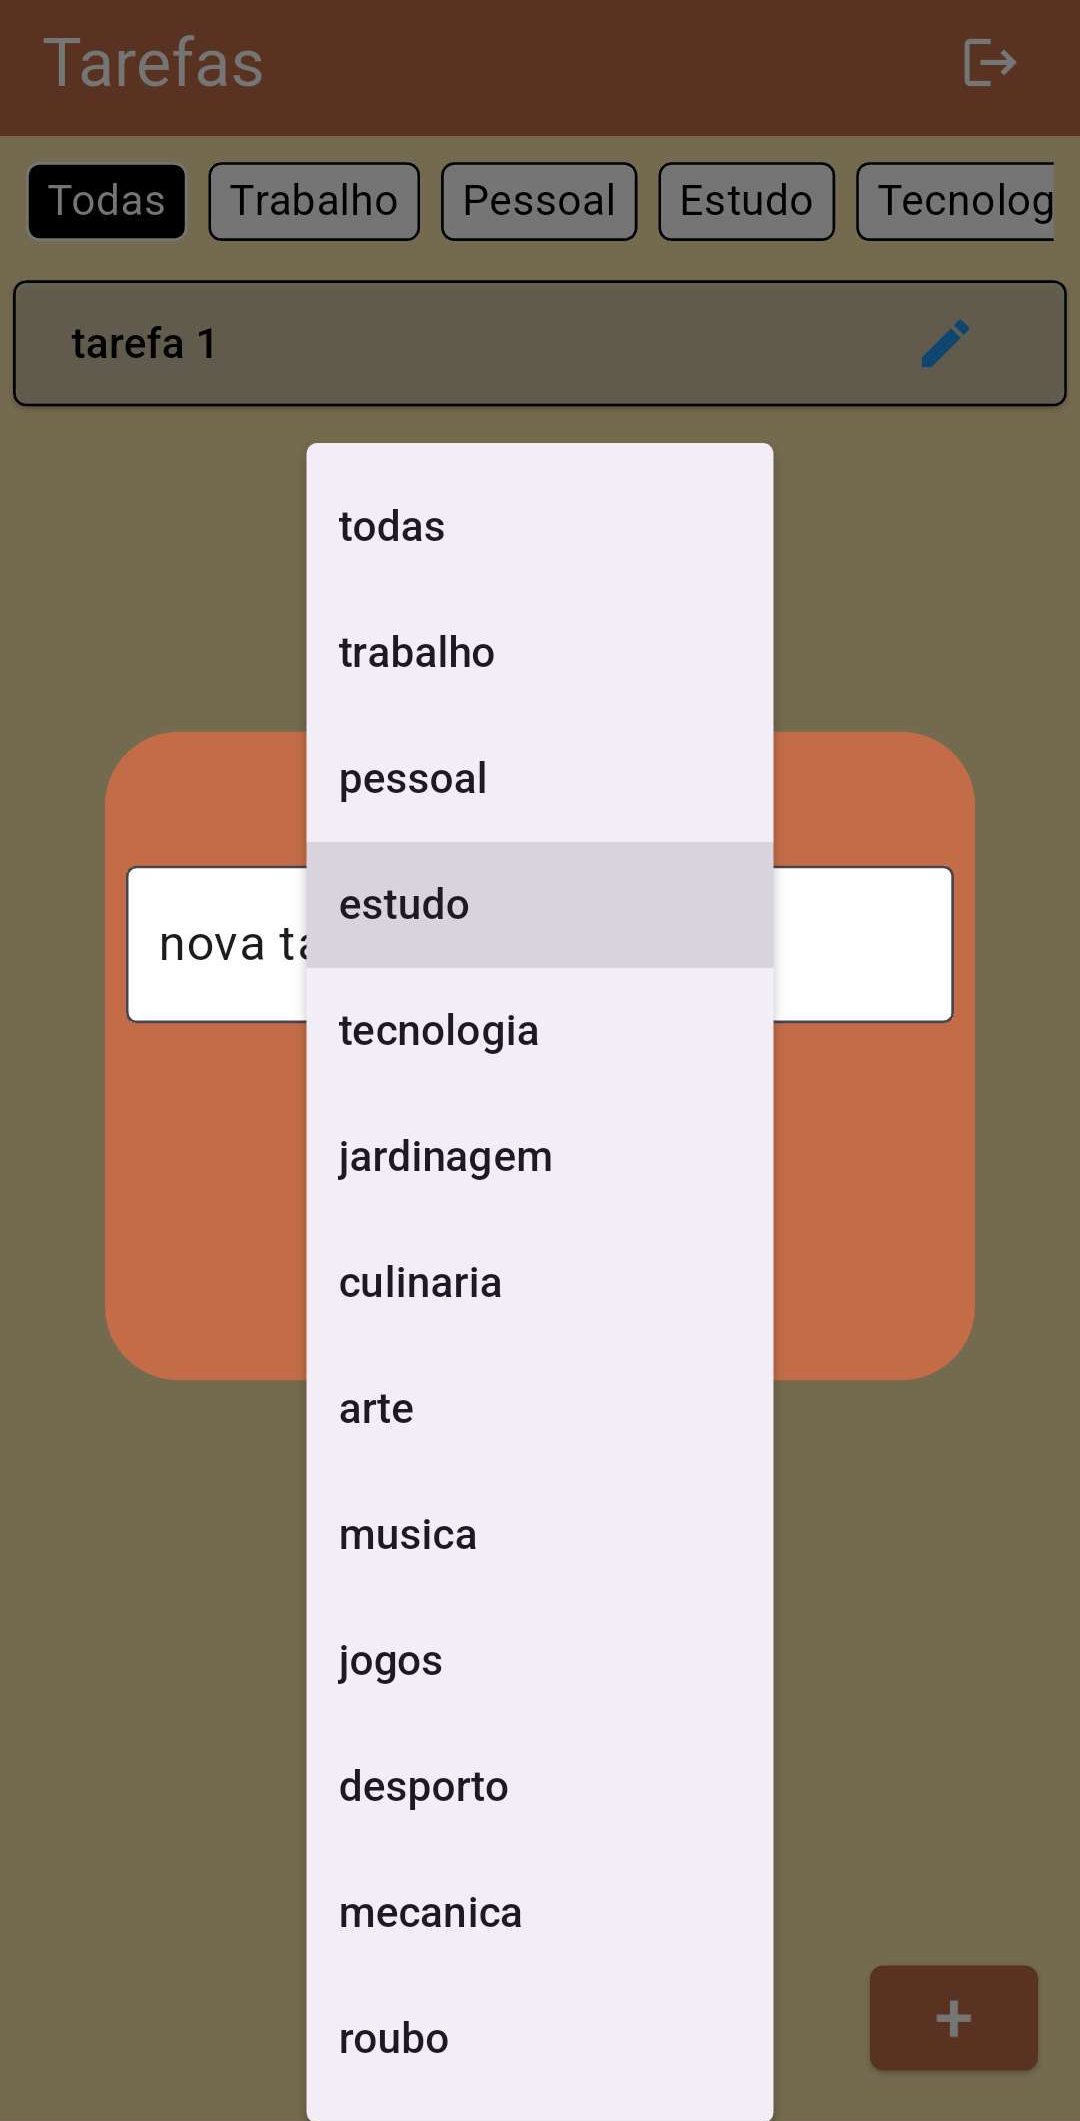 Tarefas
Todas Trabalho Pessoal Estudo Tecnolog
tarefa 1
todas
trabalho
pessoal
estudo
nova ta
tecnologia
jardinagem
culinaria
arte
musica
jogos
desporto
mecanica
roubo
+